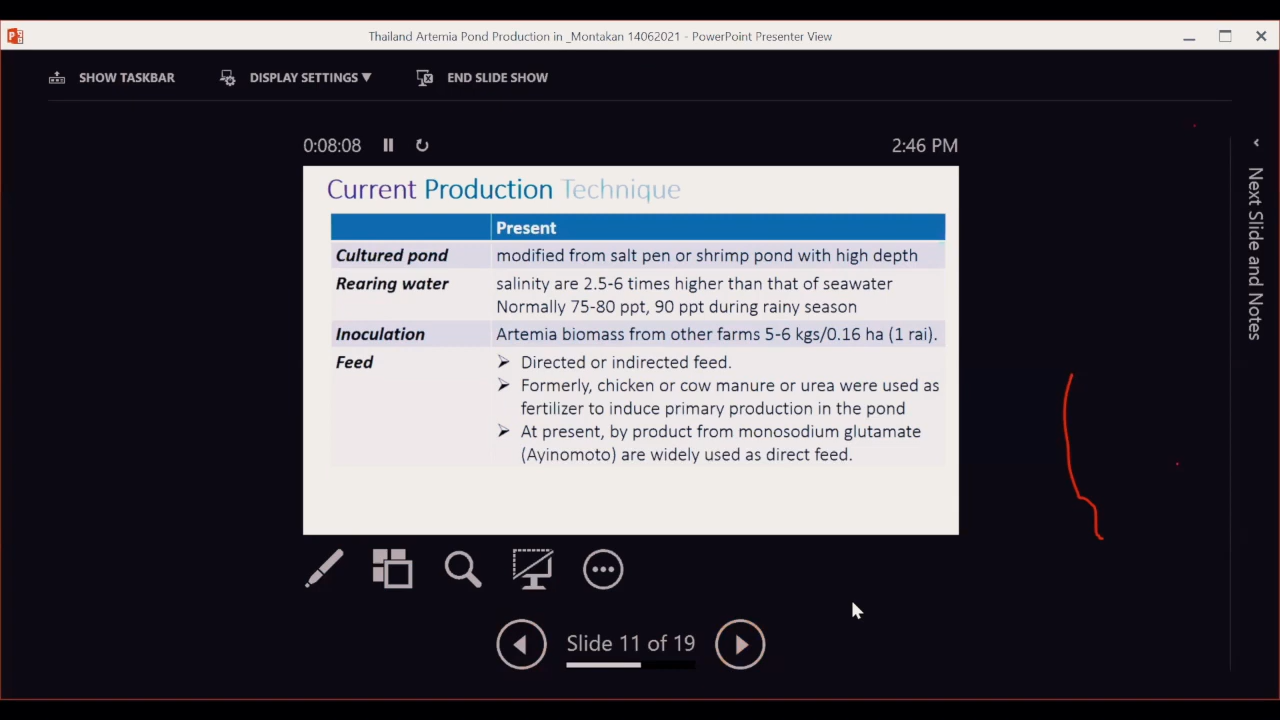 Thailand Artemia Pond Production in _Montakan 14062021 - PowerPoint Presenter View
SHOW TASKBAR
DISPLAY SETTINGS ▼
END SLIDE SHOW
0:08:08
2:46 PM
Current Production Technique
Present
Cultured pond modified from salt pen or shrimp pond with high depth
Rearing water salinity are 2.5-6 times higher than that of seawater
Normally 75-80 ppt, 90 ppt during rainy season
Inoculation Artemia biomass from other farms 5-6 kgs/0.16 ha (1 rai).
Feed ➤ Directed or indirected feed.
➤ Formerly, chicken or cow manure or urea were used as
fertilizer to induce primary production in the pond
➤ At present, by product from monosodium glutamate
(Ayinomoto) are widely used as direct feed.
Slide 11 of 19
Next Slide and Notes